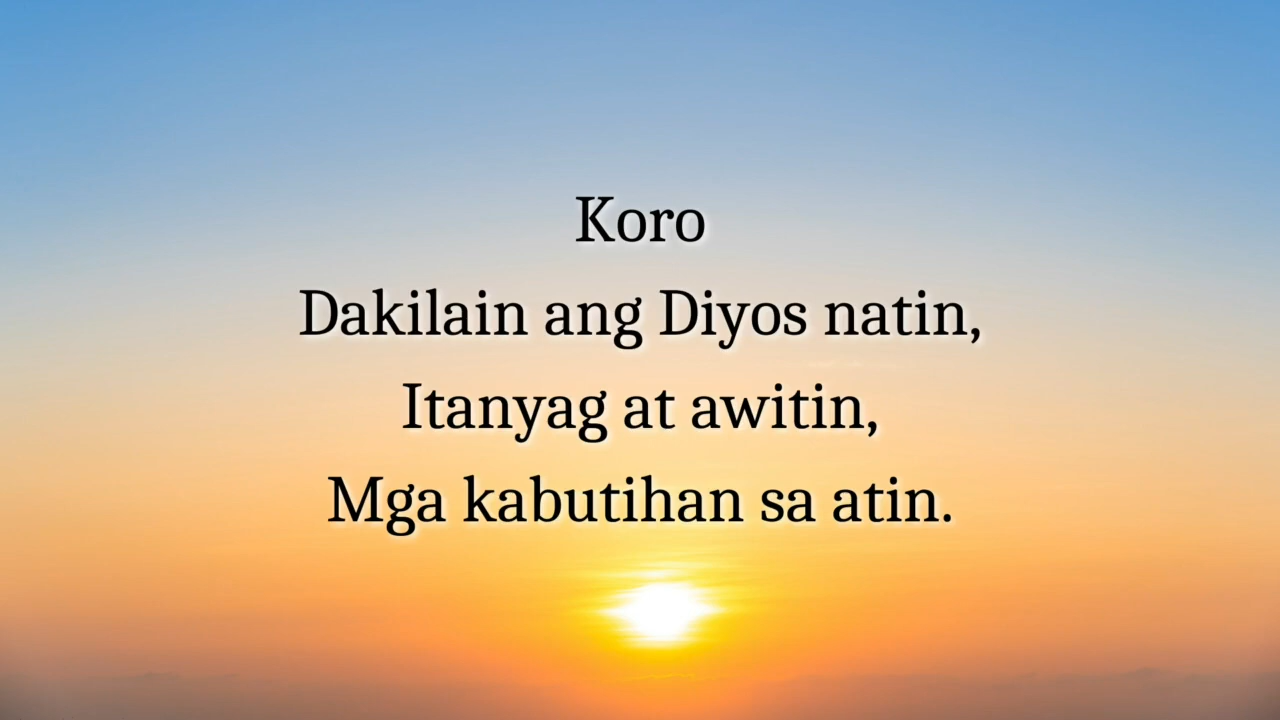 Koro
Dakilain ang Diyos natin,
Itanyag at awitin,
Mga kabutihan sa atin.